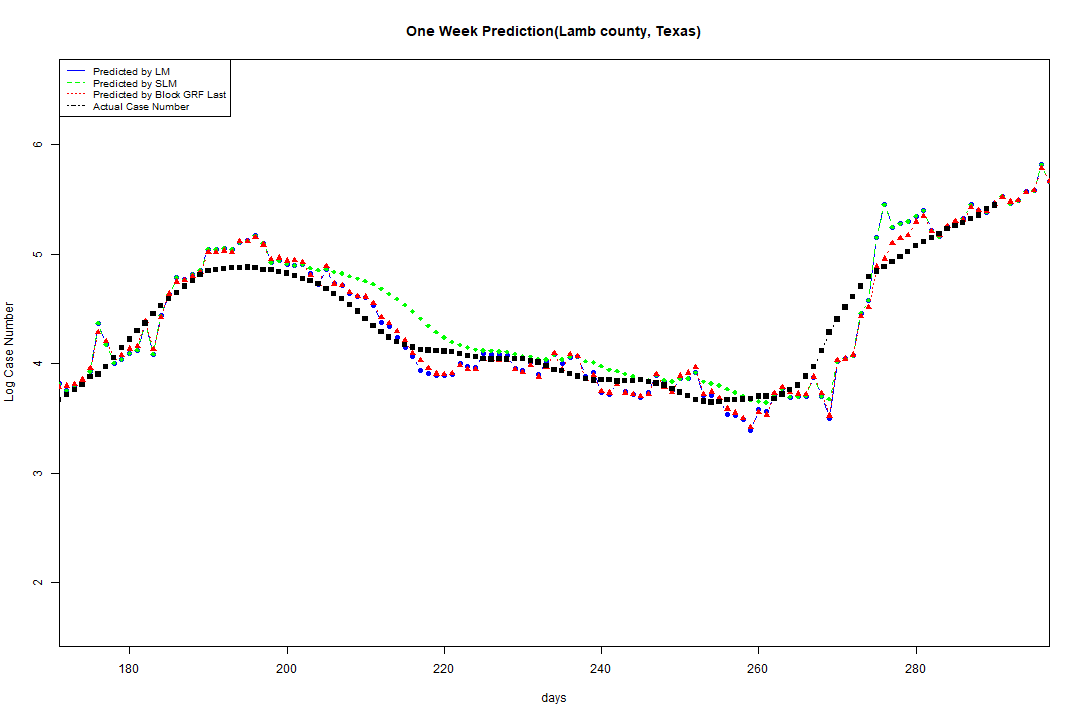 One Week Prediction(Lamb county, Texas)
Predicted by LM
Predicted by SLM
Predicted by Block GRF Last
Actual Case Number
6
5
4
3
2
Log Case Number
180 200 220 240 260 280
days